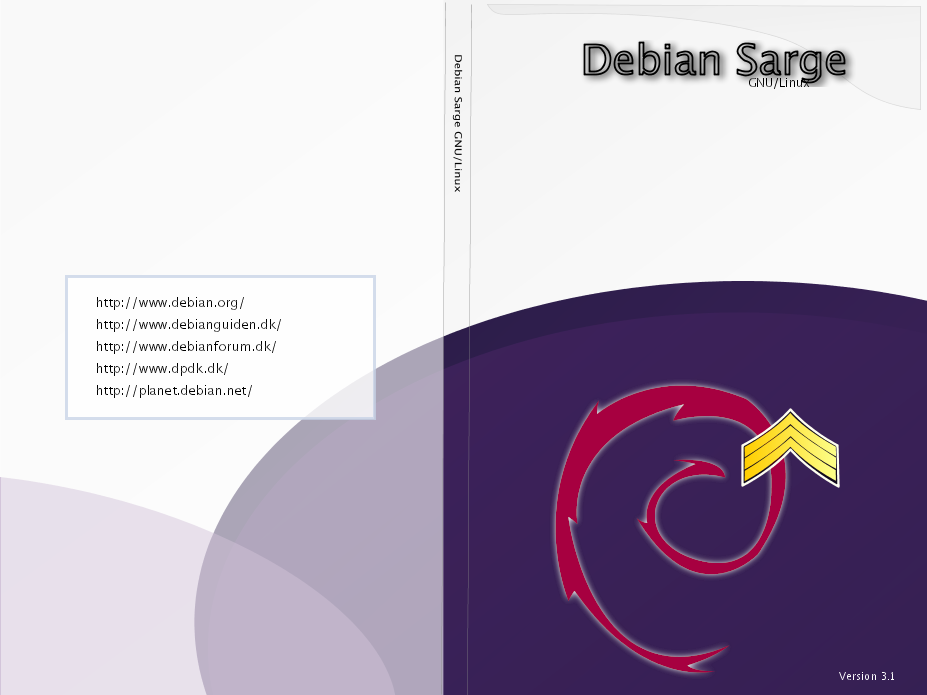 http://www.debian.org/
http://www.debianguiden.dk/
http://www.debianforum.dk/
http://www.dpdk.dk/
http://planet.debian.net/
Debian Sarge GNU/Linux
Debian Sarge
GNU/Linux
Version 3.1